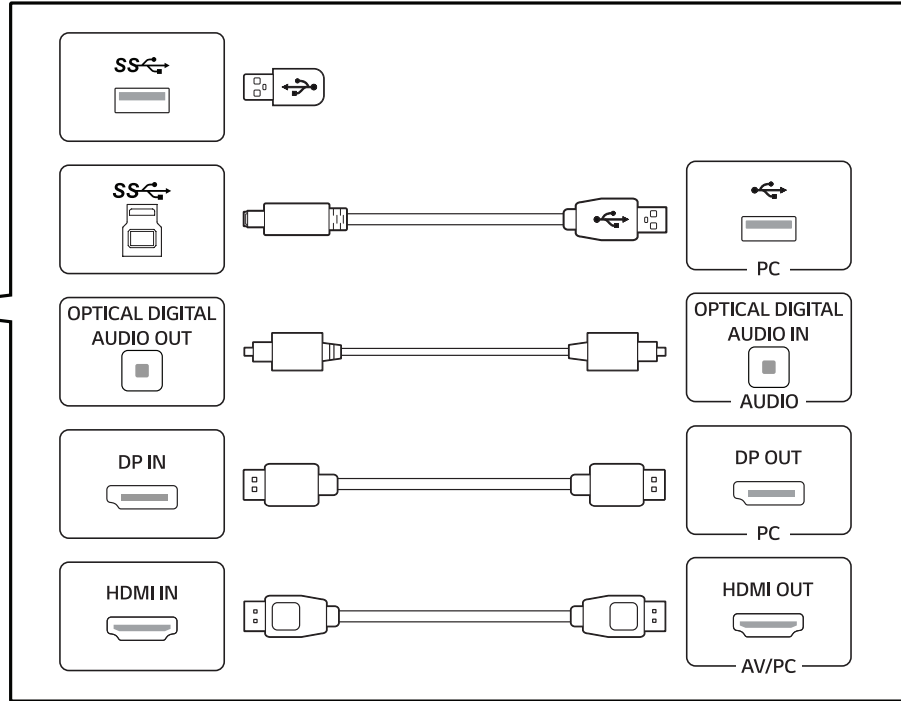 SS
SS
PC
OPTICAL DIGITAL
AUDIO OUT
OPTICAL DIGITAL
AUDIO IN
AUDIO
DP IN
DP OUT
PC
HDMI IN
HDMI OUT
AV/PC